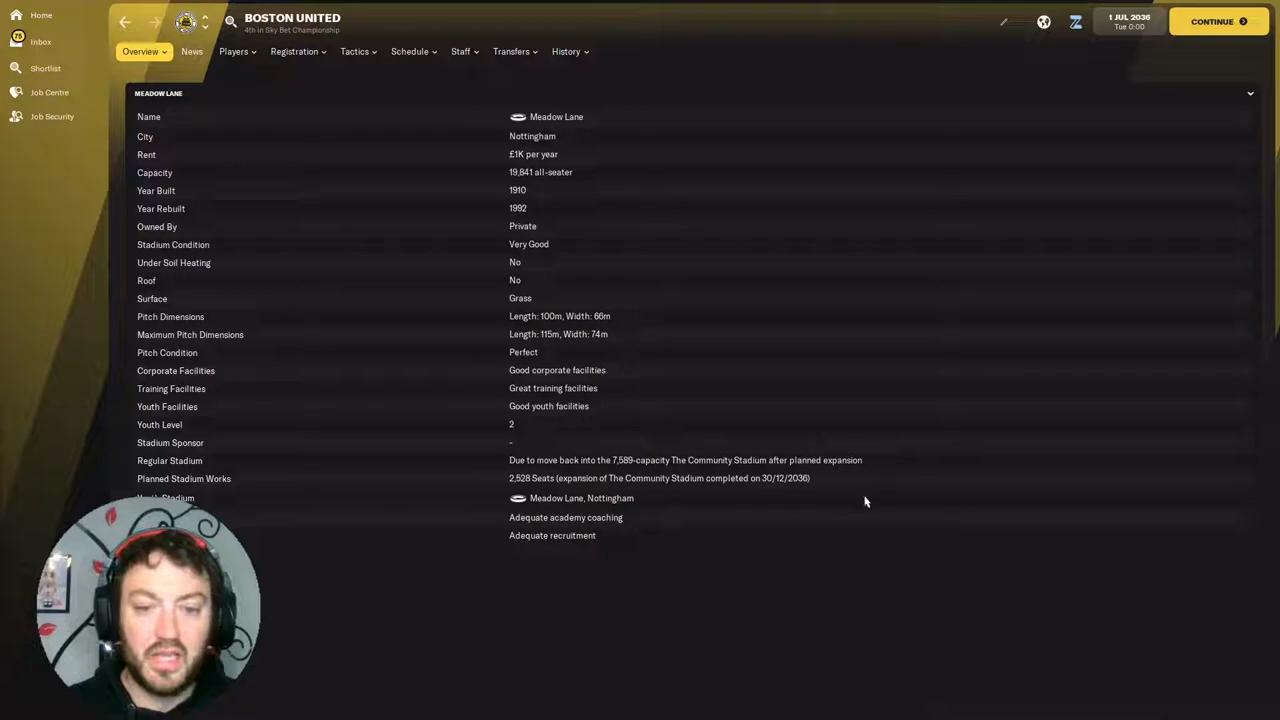 Home
75
Inbox
Shortlist
Job Centre
Job Security
BOSTON UNITED
4th in Sky Bet Championship
1 JUL 2036
Tue 0:00
CONTINUE
Overview News Players Registration Tactics Schedule Staff Transfers History
MEADOW LANE
Name Meadow Lane
City Nottingham
Rent £1K per year
Capacity 19,841 all-seater
Year Built 1910
Year Rebuilt 1992
Owned By Private
Stadium Condition Very Good
Under Soil Heating No
Roof No
Surface Grass
Pitch Dimensions Length: 100m, Width: 66m
Maximum Pitch Dimensions Length: 115m, Width: 74m
Pitch Condition Perfect
Corporate Facilities Good corporate facilities
Training Facilities Great training facilities
Youth Facilities Good youth facilities
Youth Level 2
Stadium Sponsor -
Regular Stadium Due to move back into the 7,589-capacity The Community Stadium after planned expansion
Planned Stadium Works 2,528 Seats (expansion of The Community Stadium completed on 30/12/2036)
Stadium Meadow Lane, Nottingham
Adequate academy coaching
Adequate recruitment